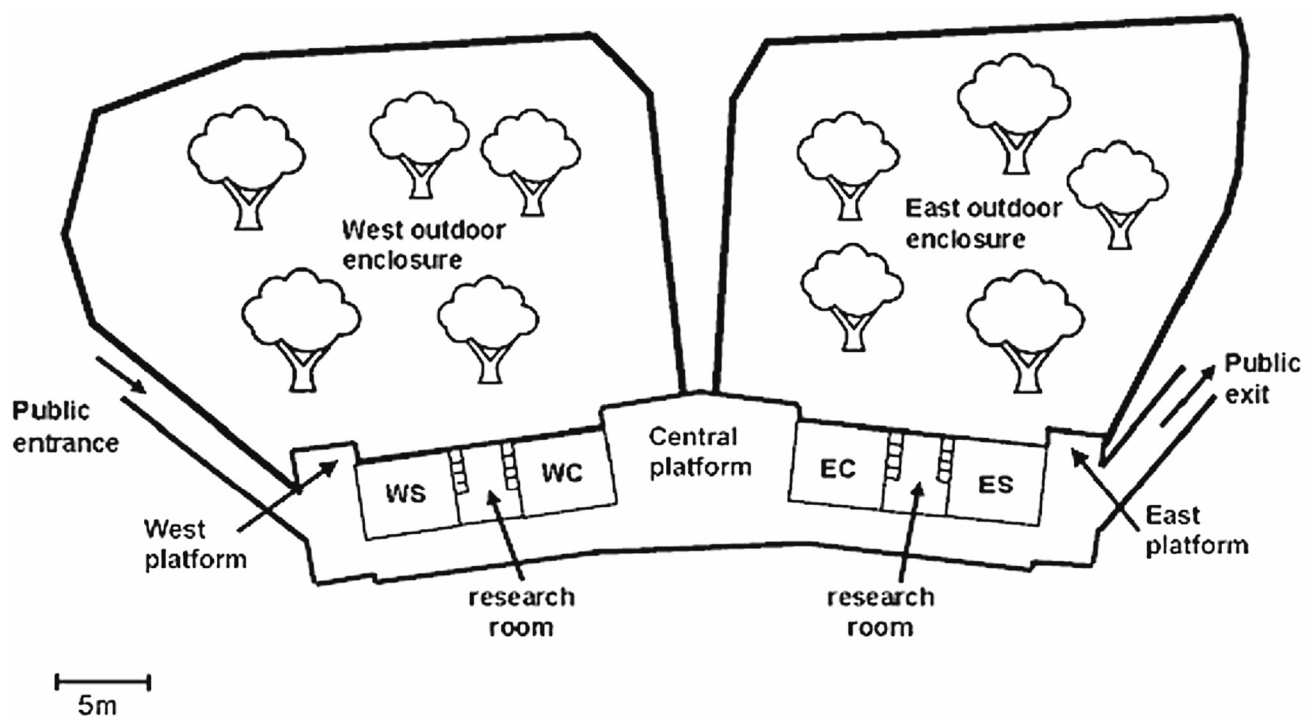 West outdoor
enclosure
East outdoor
enclosure
Public
entrance
Public
exit
Central
platform
WS
WC
EC
ES
West
platform
East
platform
research
room
research
room
5m